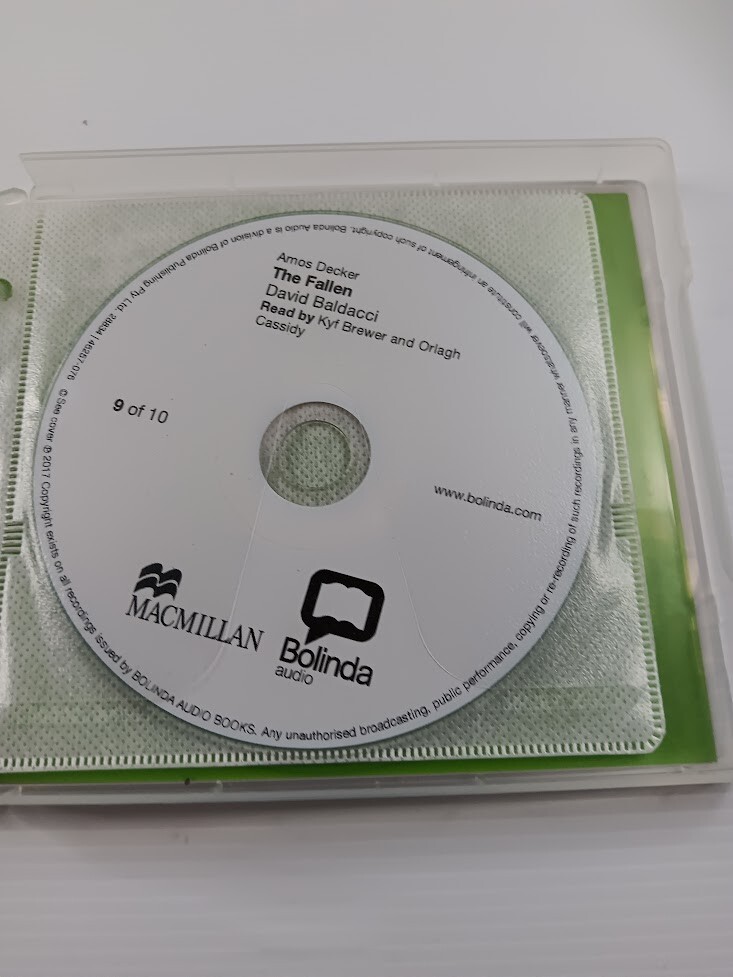 Amos Decker
The Fallen
David Baldacci
Read by Kyf Brewer and Orlagh
Cassidy
9 of 10
www.bolinda.com
MACMILLAN
Bolinda
audio
© See cover ℗ 2017 Copyright exists on all recordings issued by BOLINDA AUDIO BOOKS. Any unauthorised broadcasting, public performance, copying or re-recording of such recordings in any manner whatsoever will constitute an infringement of such copyright. Bolinda Audio is a division of Bolinda Publishing Pty Ltd. 28834 | 46257-076